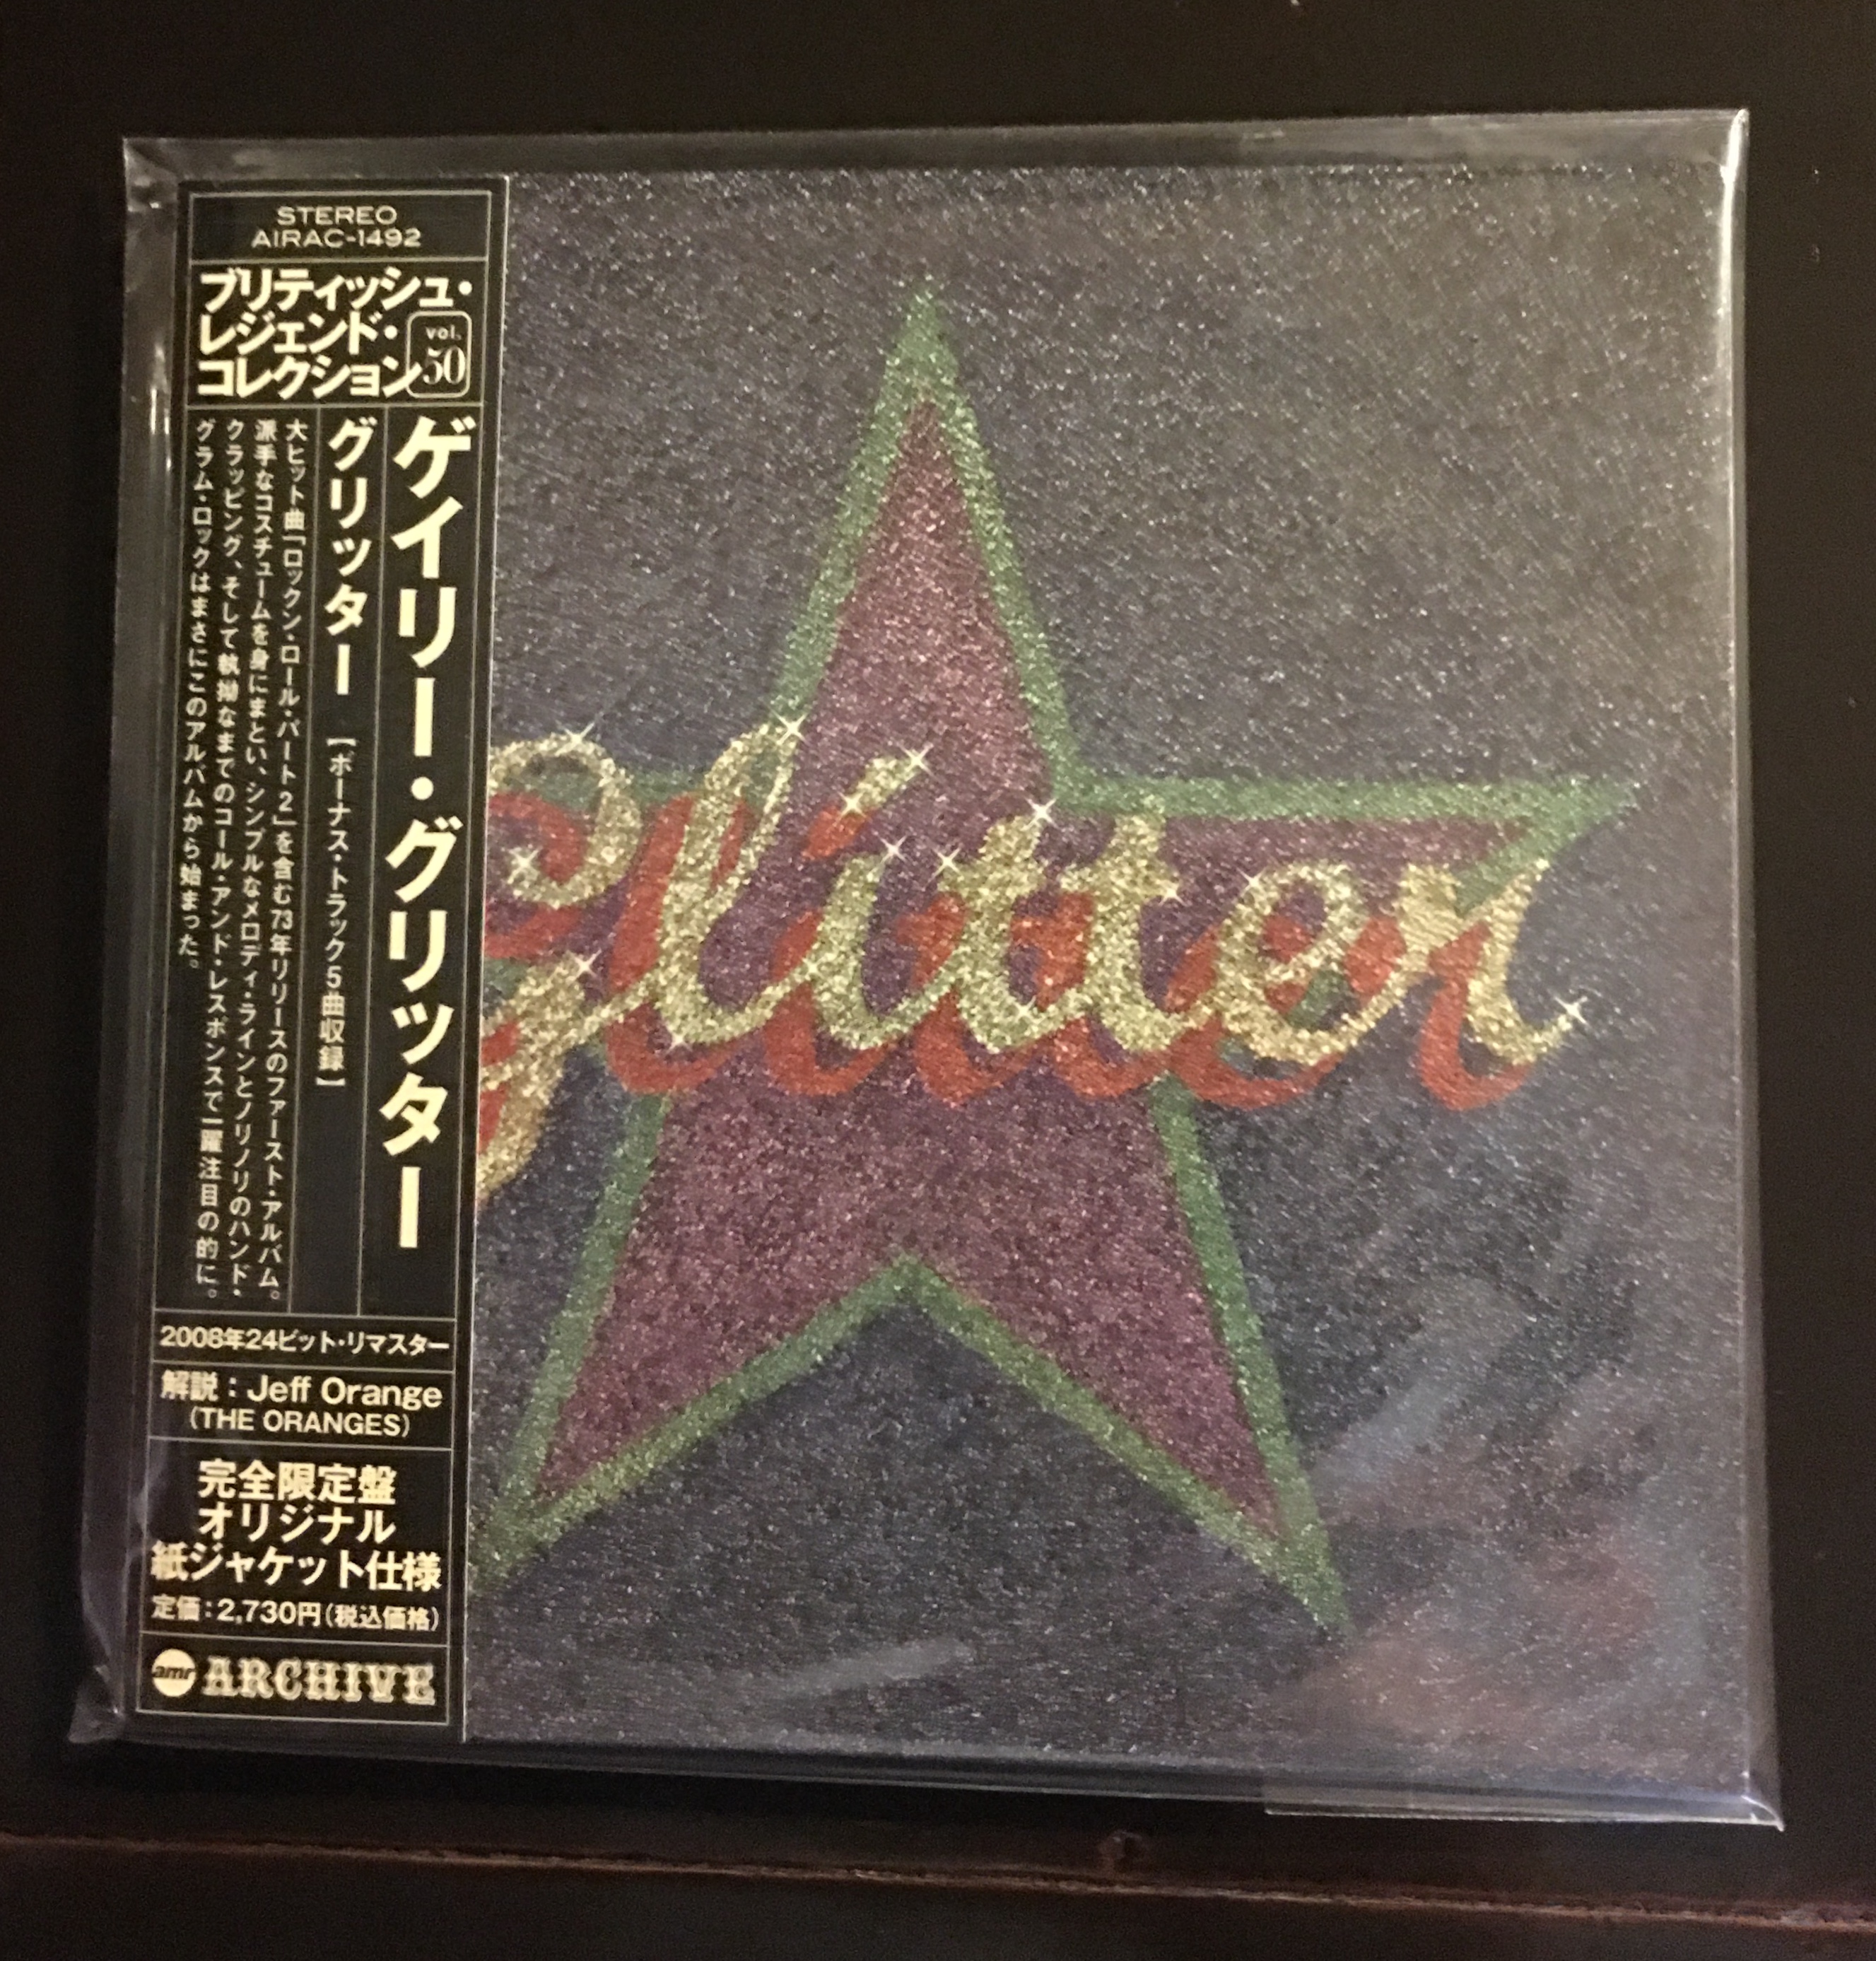 STEREO
AIRAC-1492
ブリティッシュ・
レジェンド・
コレクション
vol.
50
ゲイリー・グリッター
グリッター【ボーナス・トラック5曲収録】
大ヒット曲「ロックン・ロール・パート2」を含む73年リリースのファースト・アルバム。
派手なコスチュームを身にまとい、シンプルなメロディ・ラインとノリノリのハンド・
クラッピング、そして執拗なまでのコール・アンド・レスポンスで一躍注目の的に。
グラム・ロックはまさにこのアルバムから始まった。
2008年24ビット・リマスター
解説：Jeff Orange
(THE ORANGES)
完全限定盤
オリジナル
紙ジャケット仕様
定価：2,730円（税込価格）
amr ARCHIVE
Glitter